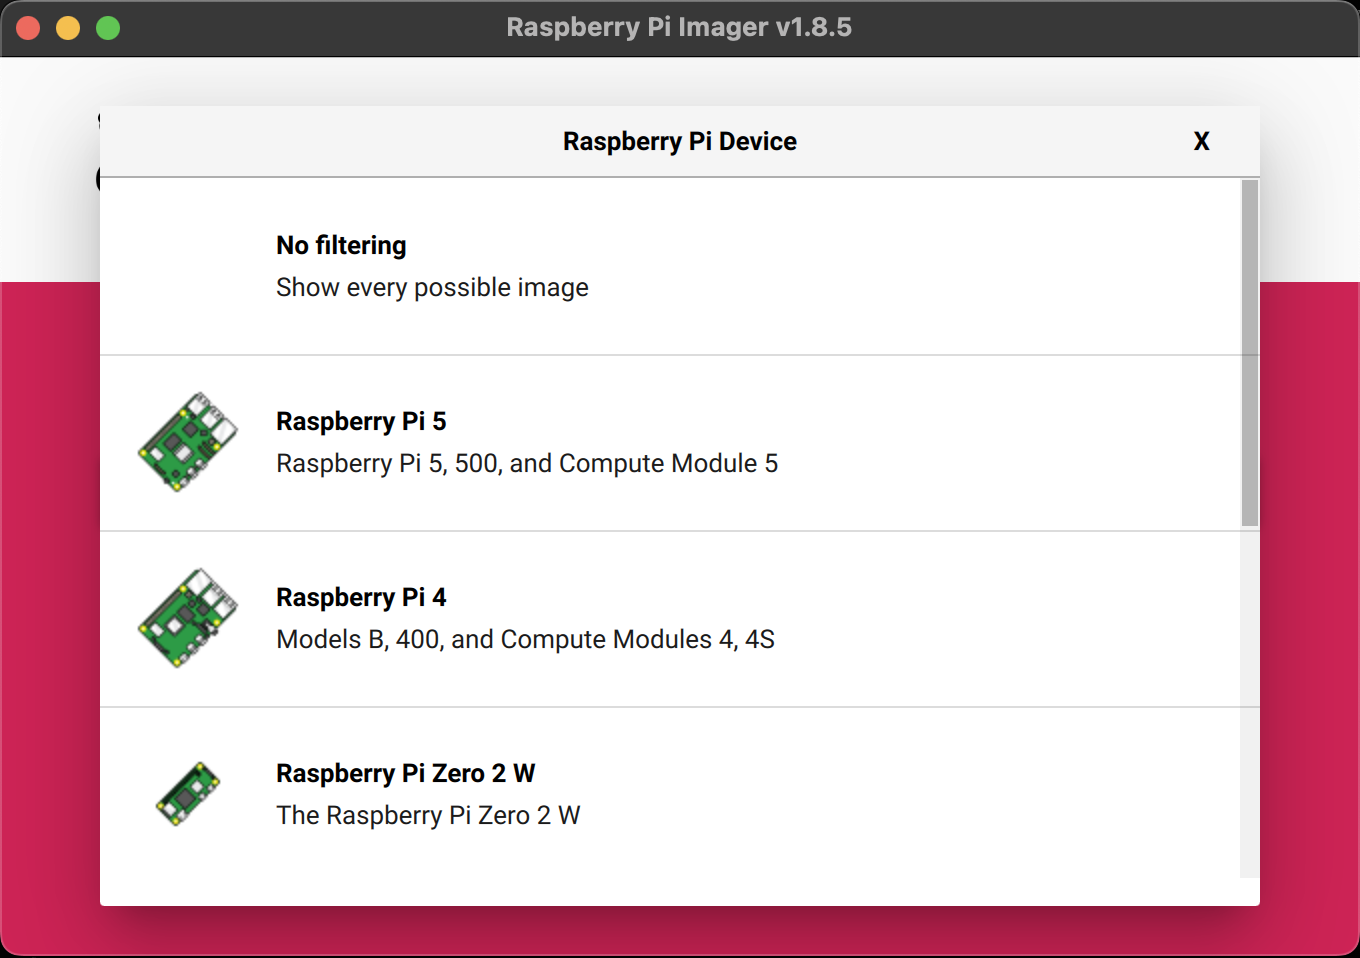 Raspberry Pi Imager v1.8.5
Raspberry Pi Device
X
No filtering
Show every possible image
Raspberry Pi 5
Raspberry Pi 5, 500, and Compute Module 5
Raspberry Pi 4
Models B, 400, and Compute Modules 4, 4S
Raspberry Pi Zero 2 W
The Raspberry Pi Zero 2 W